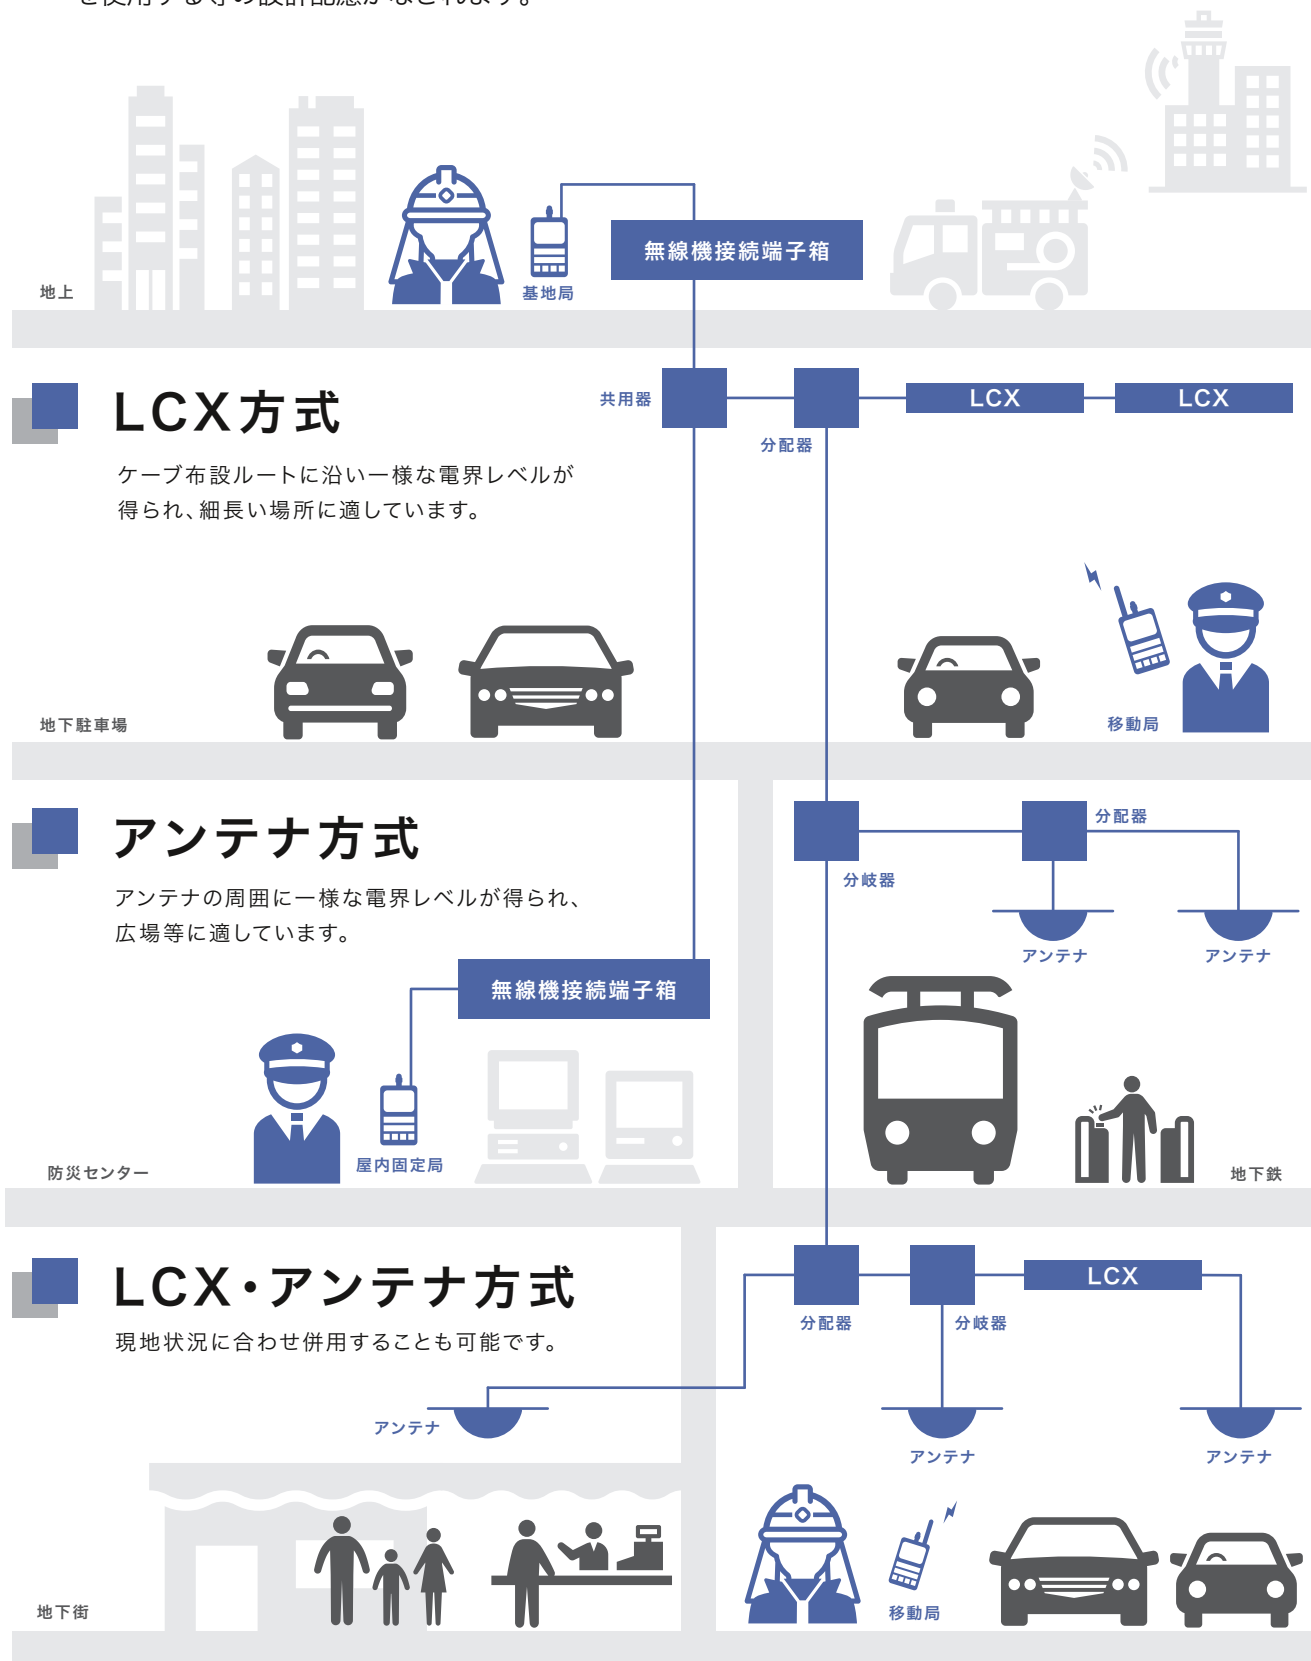 地上
基地局
無線機接続端子箱
LCX方式
共用器
分配器
LCX
LCX
ケーブ布設ルートに沿い一様な電界レベルが
得られ、細長い場所に適しています。
地下駐車場
移動局
アンテナ方式
アンテナの周囲に一様な電界レベルが得られ、
広場等に適しています。
無線機接続端子箱
屋内固定局
防災センター
分岐器
分配器
アンテナ
アンテナ
地下鉄
LCX・アンテナ方式
現地状況に合わせ併用することも可能です。
分配器
分岐器
LCX
アンテナ
アンテナ
アンテナ
地下街
移動局